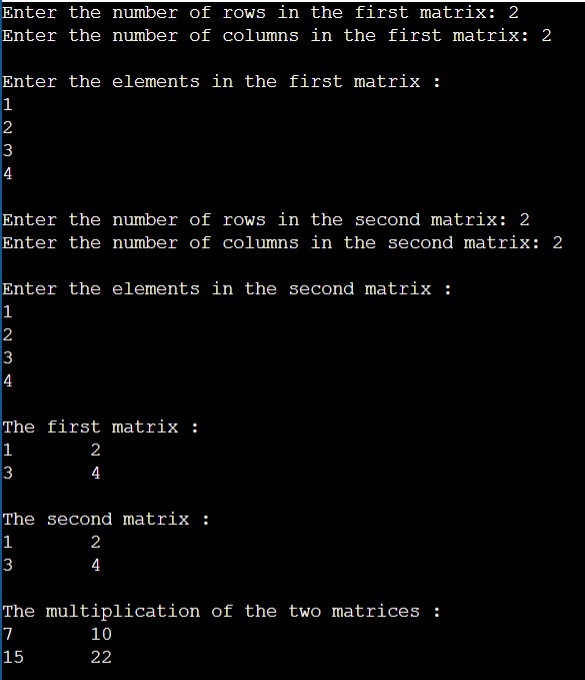 Enter the number of rows in the first matrix: 2
Enter the number of columns in the first matrix: 2
Enter the elements in the first matrix :
1
2
3
4
Enter the number of rows in the second matrix: 2
Enter the number of columns in the second matrix: 2
Enter the elements in the second matrix :
1
2
3
4
The first matrix :
1 2
3 4
The second matrix :
1 2
3 4
The multiplication of the two matrices :
7 10
15 22